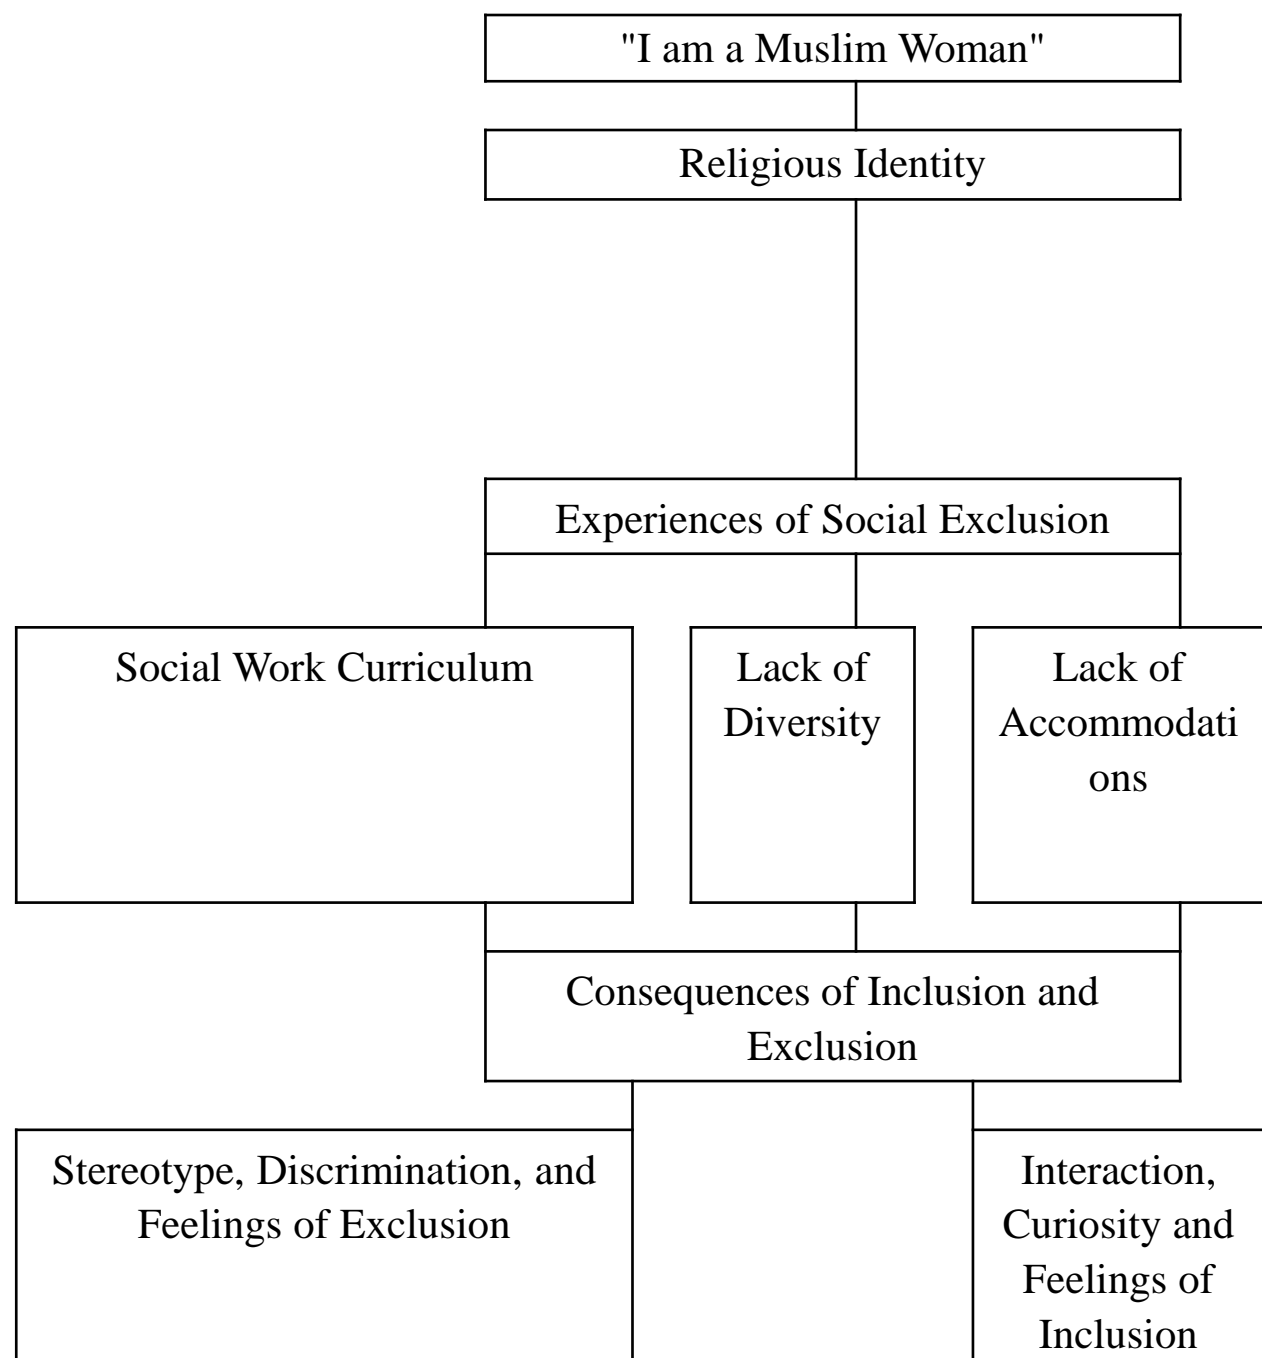 "I am a Muslim Woman"
Religious Identity
Experiences of Social Exclusion
Social Work Curriculum
Lack of
Diversity
Lack of
Accommodati
ons
Consequences of Inclusion and
Exclusion
Stereotype, Discrimination, and
Feelings of Exclusion
Interaction,
Curiosity and
Feelings of
Inclusion